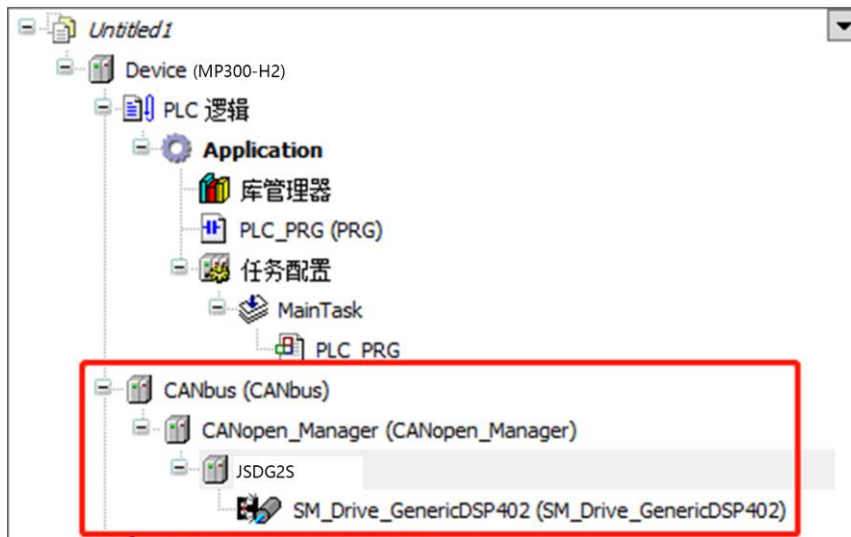 Untitled1
Device (MP300-H2)
PLC 逻辑
Application
库管理器
PLC_PRG (PRG)
任务配置
MainTask
PLC_PRG
CANbus (CANbus)
CANopen_Manager (CANopen_Manager)
JSDG2S
SM_Drive_GenericDSP402 (SM_Drive_GenericDSP402)